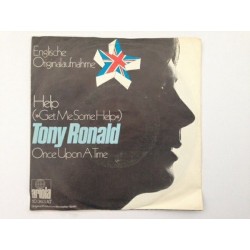 Englische
Originalaufnahme
Help
(»Get Me Some Help«)
Tony Ronald
Once Upon A Time
ariola